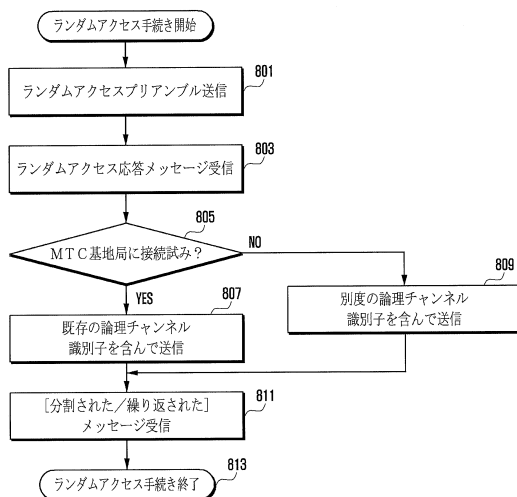 ランダムアクセス手続き開始
801
ランダムアクセスプリアンブル送信
803
ランダムアクセス応答メッセージ受信
805
MTC基地局に接続試み?
NO
YES
807
既存の論理チャンネル
識別子を含んで送信
809
別度の論理チャンネル
識別子を含んで送信
811
[分割された/繰り返された]
メッセージ受信
813
ランダムアクセス手続き終了